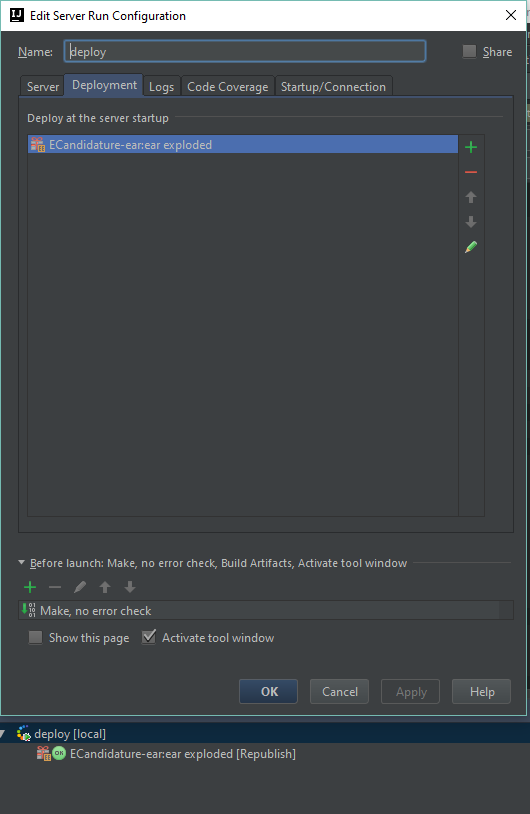 IJ Edit Server Run Configuration
Name: deploy Share
Server Deployment Logs Code Coverage Startup/Connection
Deploy at the server startup
ECandidature-ear:ear exploded
Before launch: Make, no error check, Build Artifacts, Activate tool window
Make, no error check
Show this page Activate tool window
OK Cancel Apply Help
deploy [local]
OK ECandidature-ear:ear exploded [Republish]